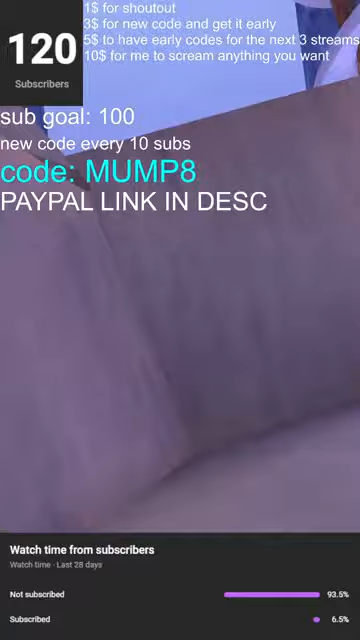 120
Subscribers
1$ for shoutout
3$ for new code and get it early
5$ to have early codes for the next 3 streams
10$ for me to scream anything you want
sub goal: 100
new code every 10 subs
code: MUMP8
PAYPAL LINK IN DESC
Watch time from subscribers
Watch time · Last 28 days
Not subscribed 93.5%
Subscribed 6.5%